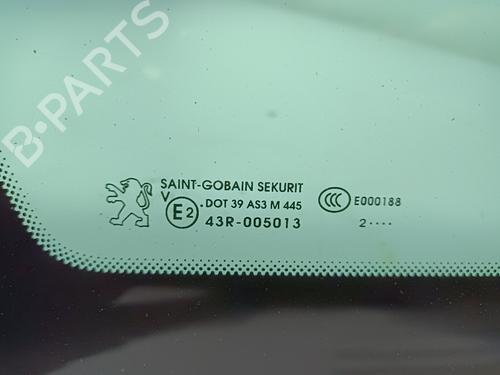 B-PARTS
SAINT-GOBAIN SEKURIT
V
E2
.DOT 39 AS3 M 445
43R-005013
CCC
E000188
2····